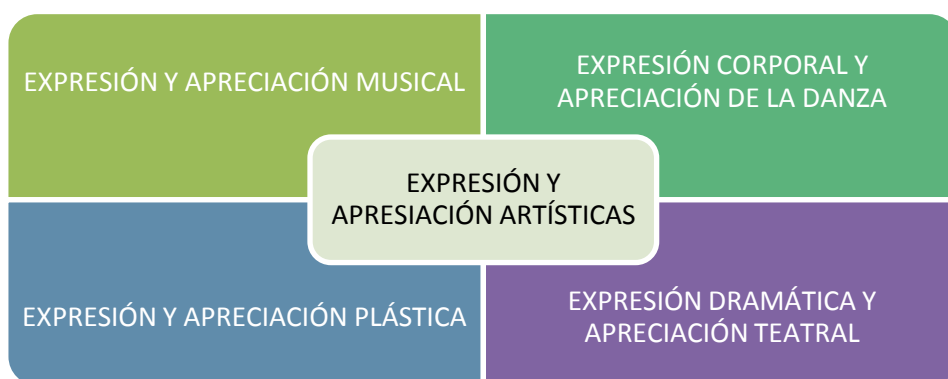 EXPRESIÓN Y APRECIACIÓN MUSICAL
EXPRESIÓN CORPORAL Y
APRECIACIÓN DE LA DANZA
EXPRESIÓN Y
APRESIACIÓN ARTÍSTICAS
EXPRESIÓN Y APRECIACIÓN PLÁSTICA
EXPRESIÓN DRAMÁTICA Y
APRECIACIÓN TEATRAL